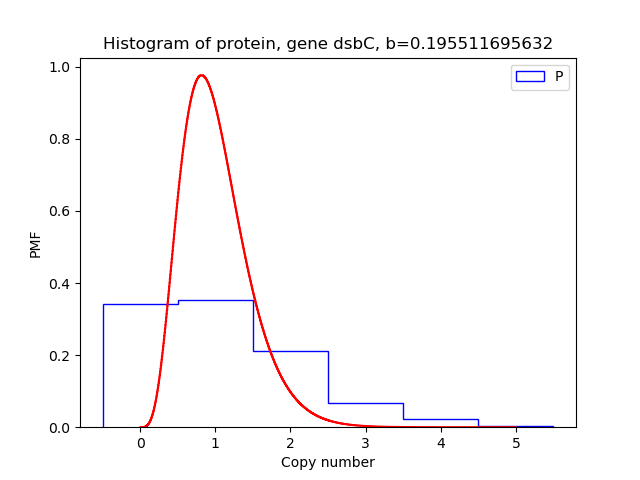 Histogram of protein, gene dsbC, b=0.195511695632
P
1.0
0.8
0.6
0.4
0.2
0.0
PMF
0 1 2 3 4 5
Copy number